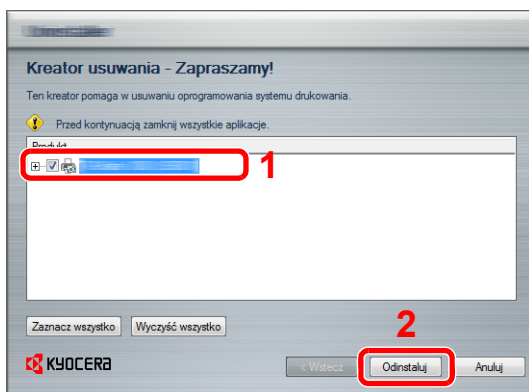 Kreator usuwania - Zapraszamy!
Ten kreator pomaga w usuwaniu oprogramowania systemu drukowania.
Przed kontynuacją zamknij wszystkie aplikacje.
Produkt
1
Zaznacz wszystko Wyczyść wszystko
2
KYOCERA < Wstecz Odinstaluj Anuluj